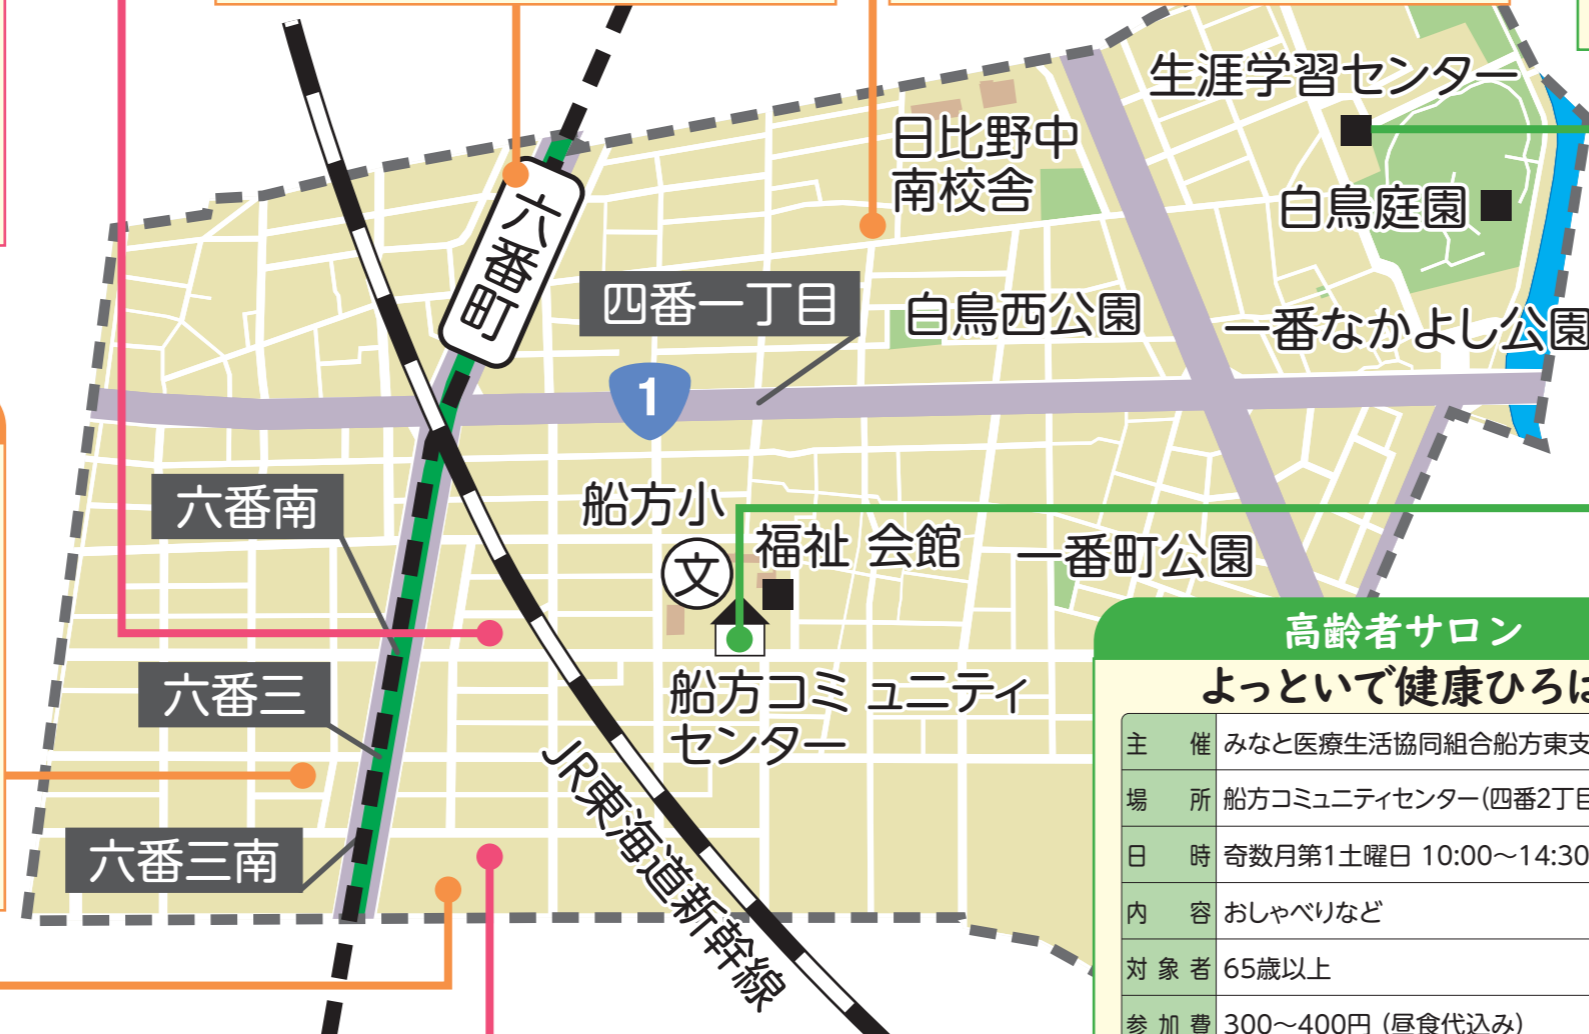 生涯学習センター
日比野中
南校舎
白鳥庭園
六番町
四番一丁目
白鳥西公園
一番なかよし公園
1
六番南
船方小
文
福祉 会館
一番町公園
六番三
船方コミュニティ
センター
JR東海道新幹線
六番三南
高齢者サロン
よっといで健康ひろば
主催 みなと医療生活協同組合船方東支
場所 船方コミュニティセンター(四番2丁目
日時 奇数月第1土曜日 10:00～14:30
内容 おしゃべりなど
対象者 65歳以上
参加費 300～400円 (昼食代込み)